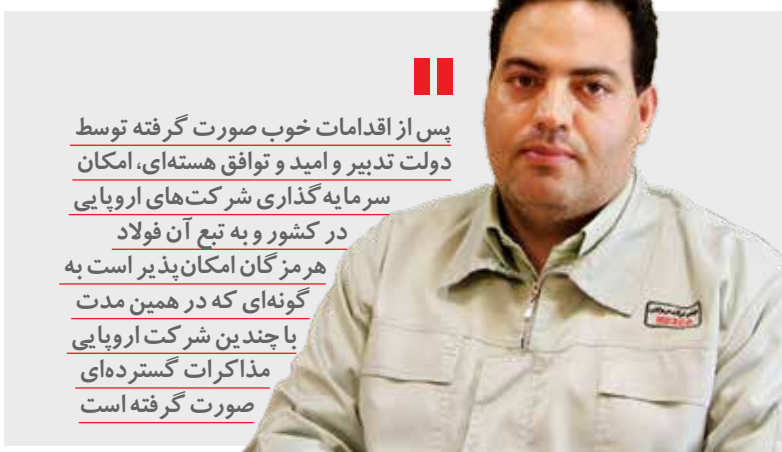 پس از اقدامات خوب صورت گرفته توسط
دولت تدبیر و امید و توافق هسته‌ای، امکان
سرمایه گذاری شرکت‌های اروپایی
در کشور و به تبع آن فولاد
هرمزگان امکان‌پذیر است به
گونه‌ای که در همین مدت
با چندین شرکت اروپایی
مذاکرات گسترده‌ای
صورت گرفته است